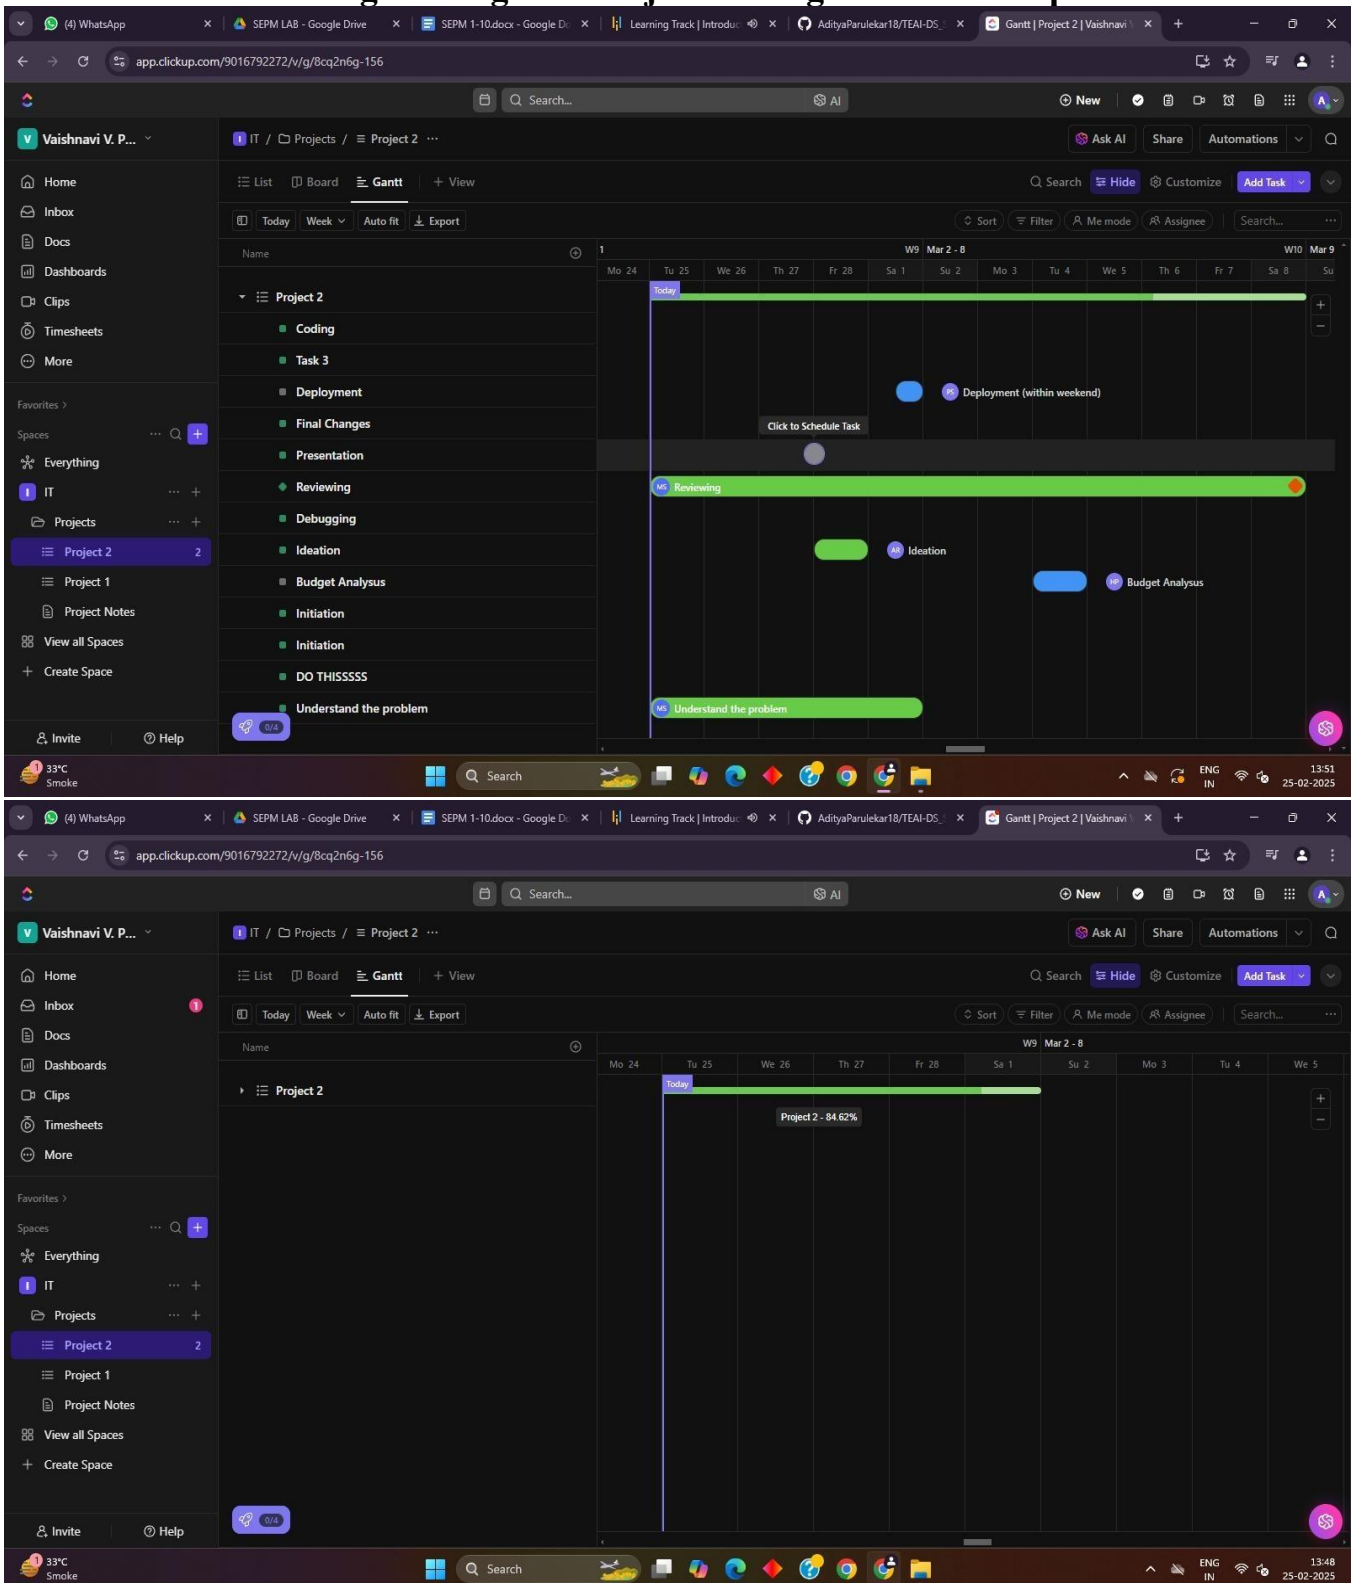 (4) WhatsApp
SEPM LAB - Google Drive
SEPM 1-10.docx - Google Do
Learning Track | Introduc
AdityaParulekar18/TEAI-DS_
Gantt | Project 2 | Vaishnavi
app.clickup.com/9016792272/v/g/8cq2n6g-156
Search...
AI
New
A
V Vaishnavi V. P...
I IT / Projects / Project 2 ...
Ask AI
Share
Automations
List
Board
Gantt
+ View
Search
Hide
Customize
Add Task
Today
Week
Auto fit
Export
Sort
Filter
Me mode
Assignee
Search...
Home
Inbox
Docs
Dashboards
Clips
Timesheets
More
Favorites >
Spaces
Everything
I IT
Projects
Project 2 2
Project 1
Project Notes
View all Spaces
+ Create Space
Invite
Help
Name
1 W9 Mar 2 - 8 W10 Mar 9
Mo 24 Tu 25 We 26 Th 27 Fr 28 Sa 1 Su 2 Mo 3 Tu 4 We 5 Th 6 Fr 7 Sa 8 Su
Today
Project 2
Coding
Task 3
Deployment
PS Deployment (within weekend)
Final Changes
Click to Schedule Task
Presentation
Reviewing
MS Reviewing
Debugging
Ideation
AR Ideation
Budget Analysus
HP Budget Analysus
Initiation
Initiation
DO THISSSSS
Understand the problem
MS Understand the problem
0/4
1
33°C
Smoke
Search
ENG
IN
13:51
25-02-2025
(4) WhatsApp
SEPM LAB - Google Drive
SEPM 1-10.docx - Google Do
Learning Track | Introduc
AdityaParulekar18/TEAI-DS_
Gantt | Project 2 | Vaishnavi
app.clickup.com/9016792272/v/g/8cq2n6g-156
Search...
AI
New
A
V Vaishnavi V. P...
I IT / Projects / Project 2 ...
Ask AI
Share
Automations
List
Board
Gantt
+ View
Search
Hide
Customize
Add Task
Today
Week
Auto fit
Export
Sort
Filter
Me mode
Assignee
Search...
Home
Inbox 1
Docs
Dashboards
Clips
Timesheets
More
Favorites >
Spaces
Everything
I IT
Projects
Project 2 2
Project 1
Project Notes
View all Spaces
+ Create Space
Invite
Help
Name
W9 Mar 2 - 8
Mo 24 Tu 25 We 26 Th 27 Fr 28 Sa 1 Su 2 Mo 3 Tu 4 We 5
Today
Project 2
Project 2 - 84.62%
0/4
1
33°C
Smoke
Search
ENG
IN
13:48
25-02-2025